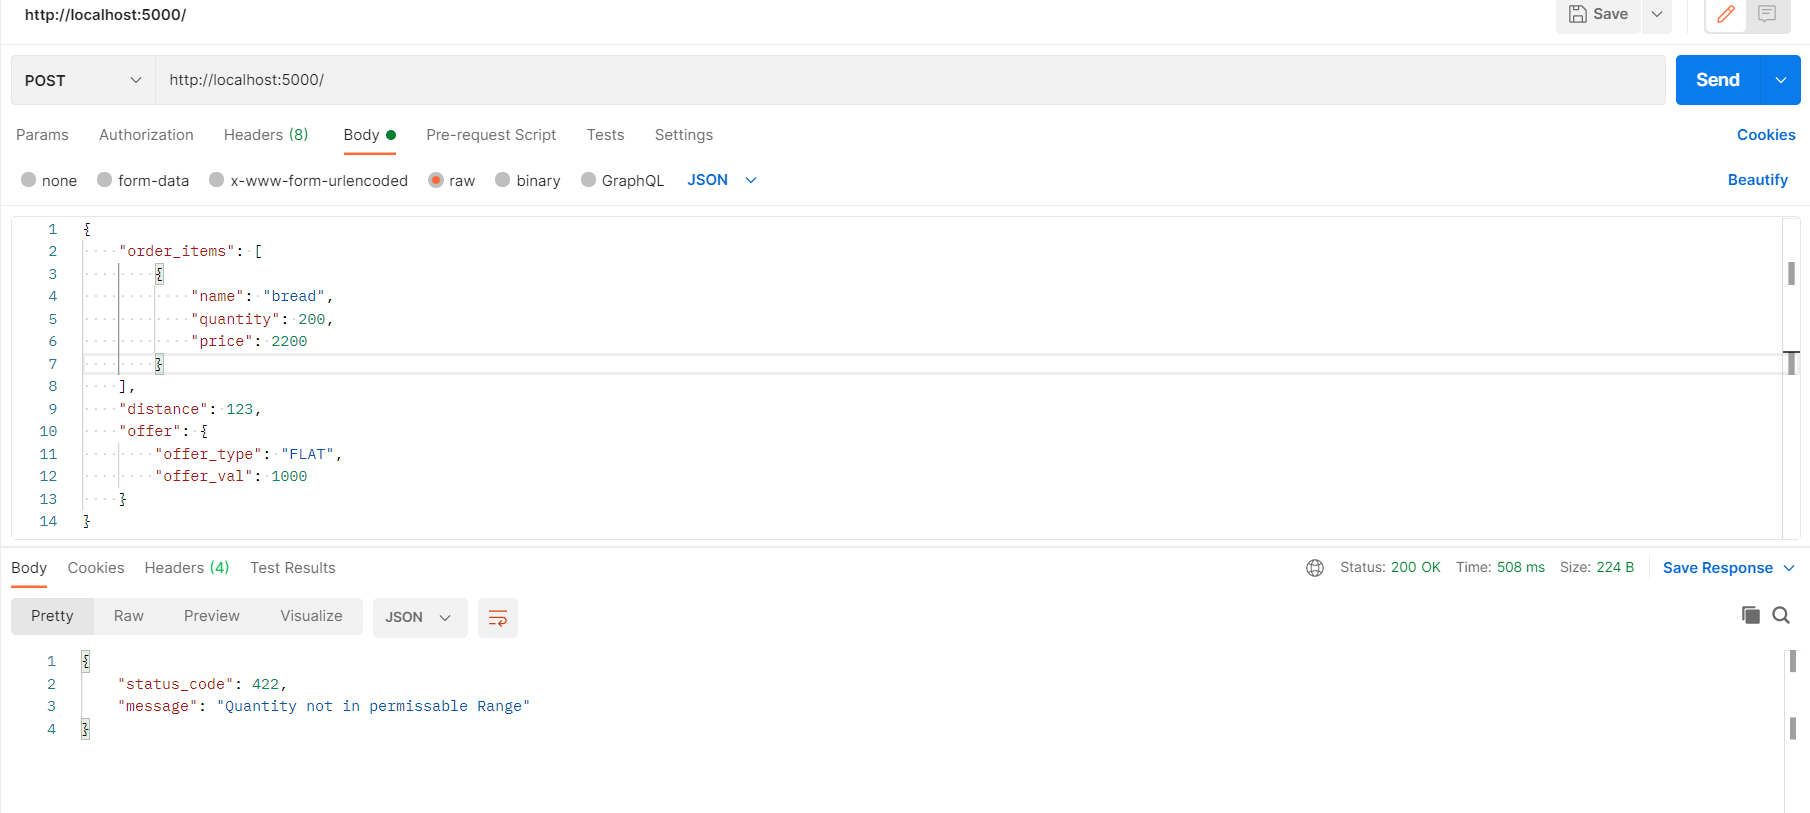 http://localhost:5000/
Save
POST
http://localhost:5000/
Send
Params Authorization Headers (8) Body Pre-request Script Tests Settings Cookies
none form-data x-www-form-urlencoded raw binary GraphQL JSON Beautify
1 {
2 "order_items": [
3 {
4 "name": "bread",
5 "quantity": 200,
6 "price": 2200
7 }
8 ],
9 "distance": 123,
10 "offer": {
11 "offer_type": "FLAT",
12 "offer_val": 1000
13 }
14 }
Body Cookies Headers (4) Test Results Status: 200 OK Time: 508 ms Size: 224 B Save Response
Pretty Raw Preview Visualize JSON
1 {
2 "status_code": 422,
3 "message": "Quantity not in permissable Range"
4 }